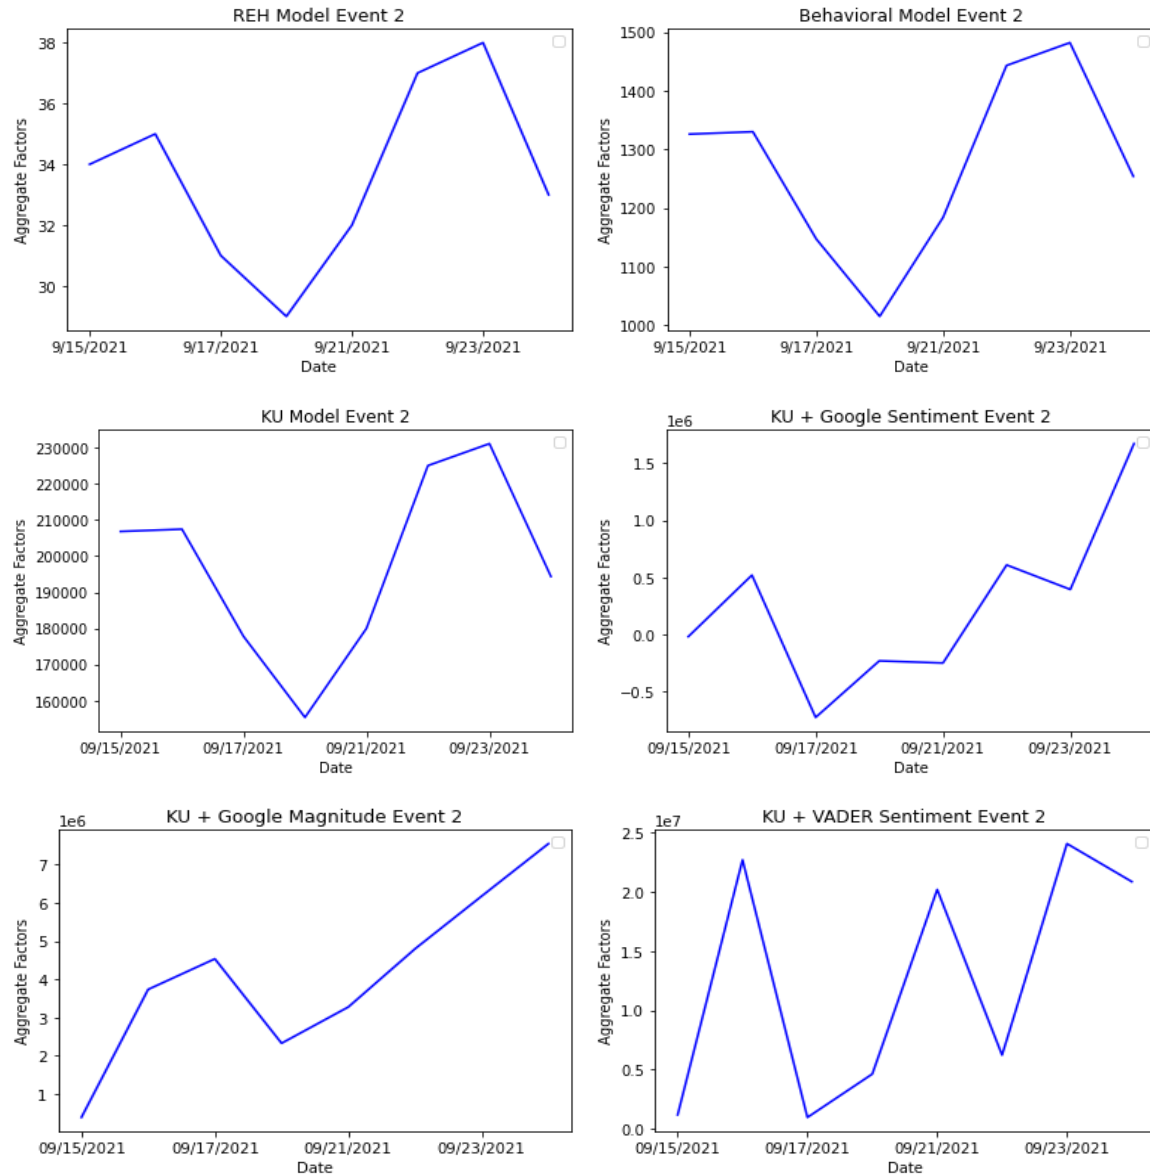 REH Model Event 2
Aggregate Factors
38
36
34
32
30
9/15/2021 9/17/2021 9/21/2021 9/23/2021
Date
Behavioral Model Event 2
Aggregate Factors
1500
1400
1300
1200
1100
1000
9/15/2021 9/17/2021 9/21/2021 9/23/2021
Date
KU Model Event 2
Aggregate Factors
230000
220000
210000
200000
190000
180000
170000
160000
09/15/2021 09/17/2021 09/21/2021 09/23/2021
Date
KU + Google Sentiment Event 2
1e6
Aggregate Factors
1.5
1.0
0.5
0.0
−0.5
09/15/2021 09/17/2021 09/21/2021 09/23/2021
Date
KU + Google Magnitude Event 2
1e6
Aggregate Factors
7
6
5
4
3
2
1
09/15/2021 09/17/2021 09/21/2021 09/23/2021
Date
KU + VADER Sentiment Event 2
1e7
Aggregate Factors
2.5
2.0
1.5
1.0
0.5
0.0
09/15/2021 09/17/2021 09/21/2021 09/23/2021
Date